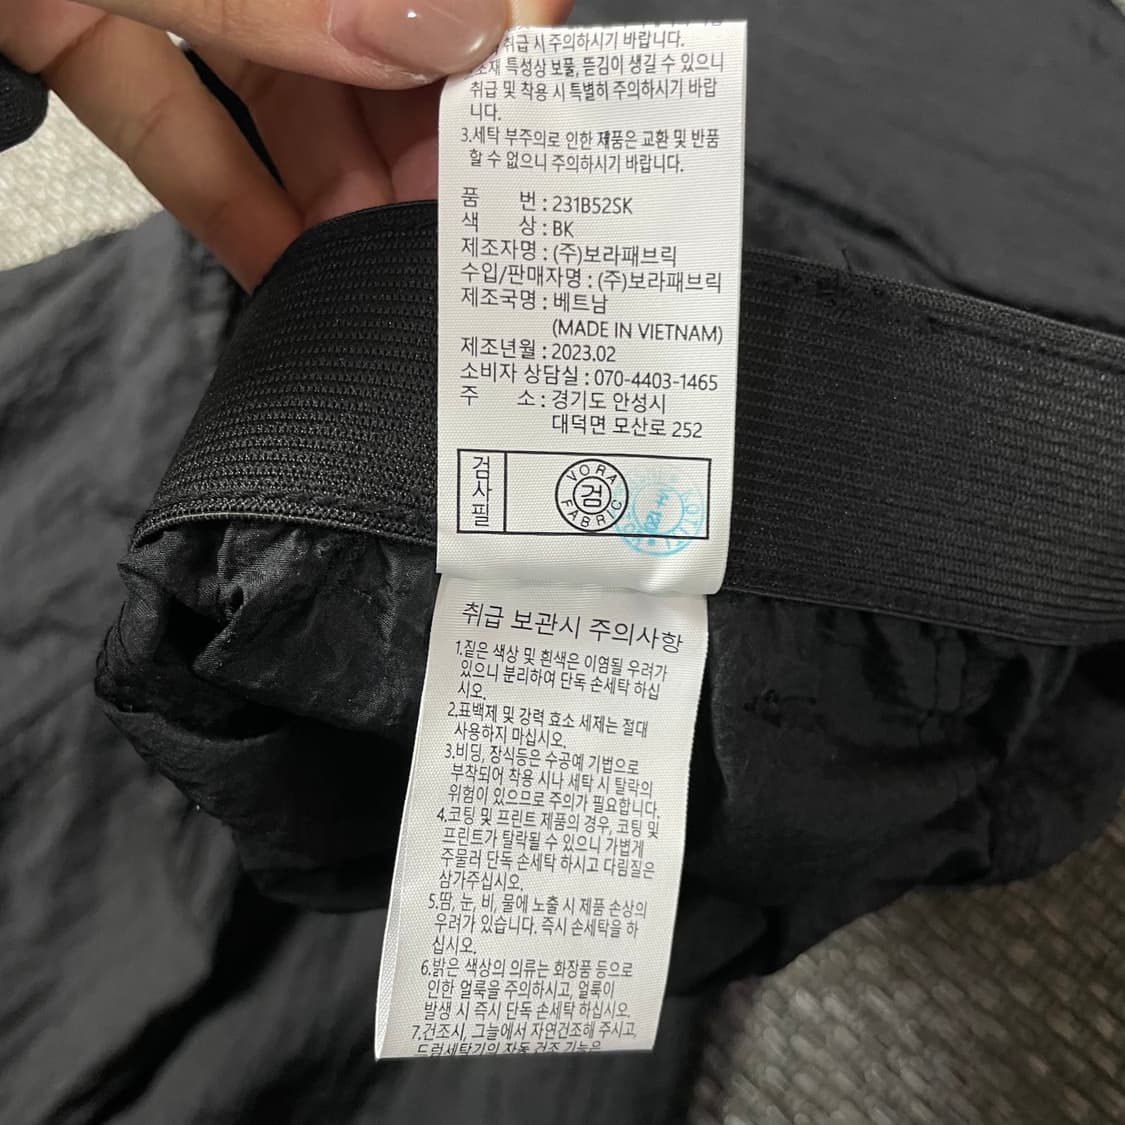 취급 시 주의하시기 바랍니다.
소재 특성상 보풀, 뜯김이 생길 수 있으니
취급 및 착용 시 특별히 주의하시기 바랍
니다.
3.세탁 부주의로 인한 제품은 교환 및 반품
할 수 없으니 주의하시기 바랍니다.
품 번 : 231B52SK
색 상 : BK
제조자명 : (주)보라패브릭
수입/판매자명 : (주)보라패브릭
제조국명 : 베트남
(MADE IN VIETNAM)
제조년월 : 2023.02
소비자 상담실 : 070-4403-1465
주 소 : 경기도 안성시
대덕면 모산로 252
검사필
VORA
검
FABRIC
취급 보관시 주의사항
1.짙은 색상 및 흰색은 이염될 우려가
있으니 분리하여 단독 손세탁 하십
시오.
2.표백제 및 강력 효소 세제는 절대
사용하지 마십시오.
3.비딩, 장식등은 수공예 기법으로
부착되어 착용 시나 세탁 시 탈락의
위험이 있으므로 주의가 필요합니다.
4.코팅 및 프린트 제품의 경우, 코팅 및
프린트가 탈락될 수 있으니 가볍게
주물러 단독 손세탁 하시고 다림질은
삼가주십시오.
5.땀, 눈, 비, 물에 노출 시 제품 손상의
우려가 있습니다. 즉시 손세탁을 하
십시오.
6.밝은 색상의 의류는 화장품 등으로
인한 얼룩을 주의하시고, 얼룩이
발생 시 즉시 단독 손세탁 하십시오.
7.건조시, 그늘에서 자연건조해 주시고,
드럼세탁기의 자동 건조 기능은